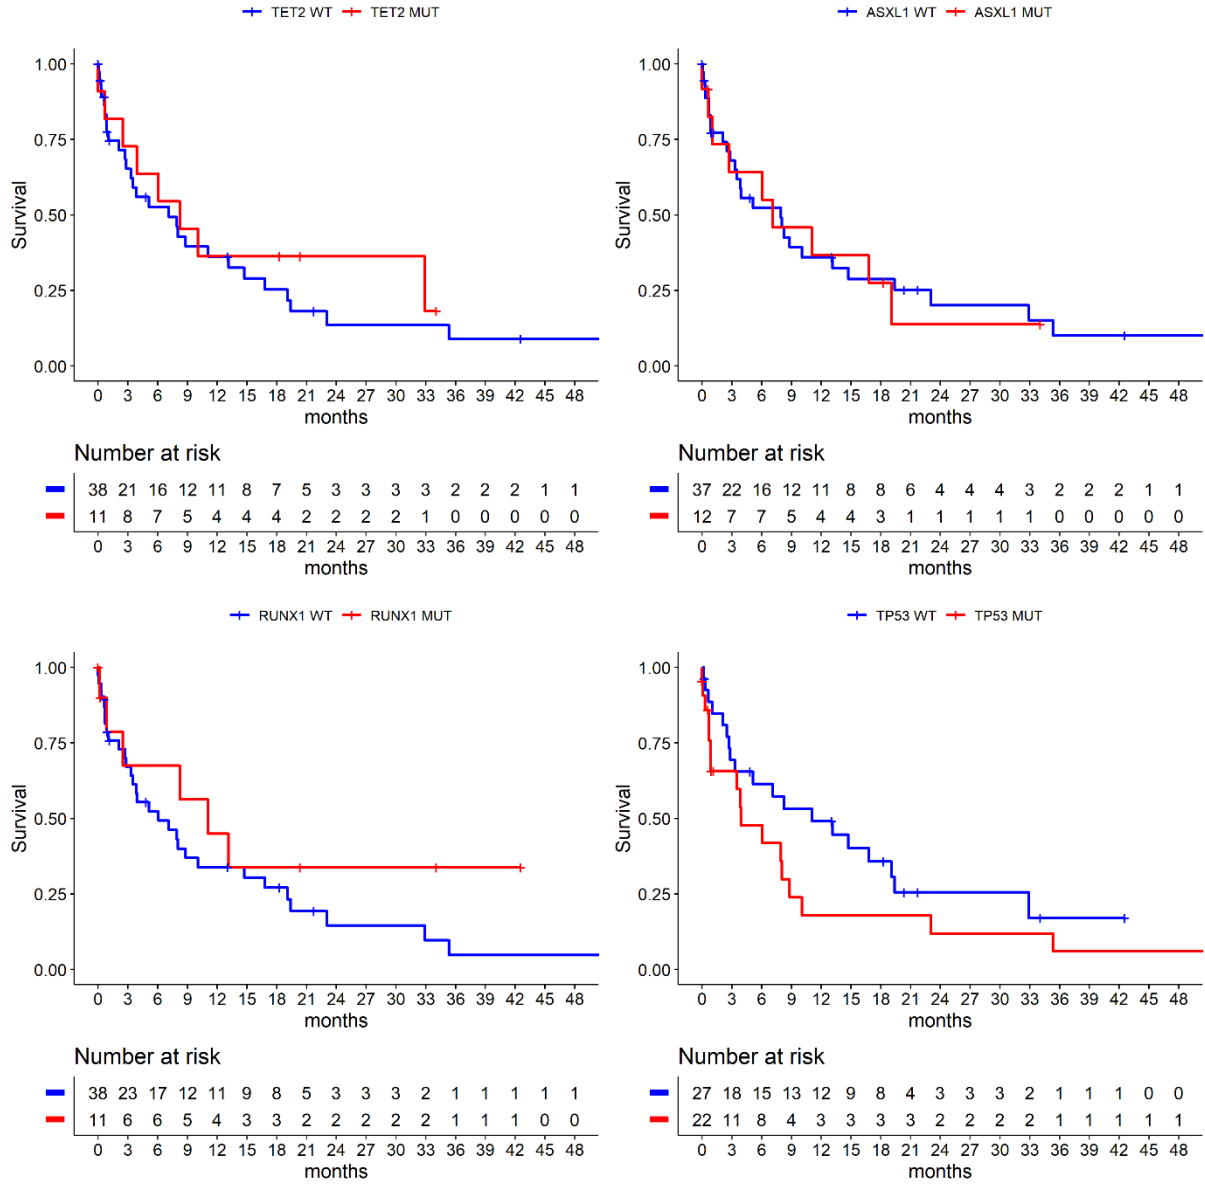 TET2 WT TET2 MUT
1.00
0.75
0.50
0.25
0.00
Survival
0 3 6 9 12 15 18 21 24 27 30 33 36 39 42 45 48
months
Number at risk
38 21 16 12 11 8 7 5 3 3 3 3 2 2 2 1 1
11 8 7 5 4 4 4 2 2 2 2 1 0 0 0 0 0
0 3 6 9 12 15 18 21 24 27 30 33 36 39 42 45 48
months
ASXL1 WT ASXL1 MUT
1.00
0.75
0.50
0.25
0.00
Survival
0 3 6 9 12 15 18 21 24 27 30 33 36 39 42 45 48
months
Number at risk
37 22 16 12 11 8 8 6 4 4 4 3 2 2 2 1 1
12 7 7 5 4 4 3 1 1 1 1 1 0 0 0 0 0
0 3 6 9 12 15 18 21 24 27 30 33 36 39 42 45 48
months
RUNX1 WT RUNX1 MUT
1.00
0.75
0.50
0.25
0.00
Survival
0 3 6 9 12 15 18 21 24 27 30 33 36 39 42 45 48
months
Number at risk
38 23 17 12 11 9 8 5 3 3 3 2 1 1 1 1 1
11 6 6 5 4 3 3 2 2 2 2 2 1 1 1 0 0
0 3 6 9 12 15 18 21 24 27 30 33 36 39 42 45 48
months
TP53 WT TP53 MUT
1.00
0.75
0.50
0.25
0.00
Survival
0 3 6 9 12 15 18 21 24 27 30 33 36 39 42 45 48
months
Number at risk
27 18 15 13 12 9 8 4 3 3 3 2 1 1 1 0 0
22 11 8 4 3 3 3 3 2 2 2 2 1 1 1 1 1
0 3 6 9 12 15 18 21 24 27 30 33 36 39 42 45 48
months